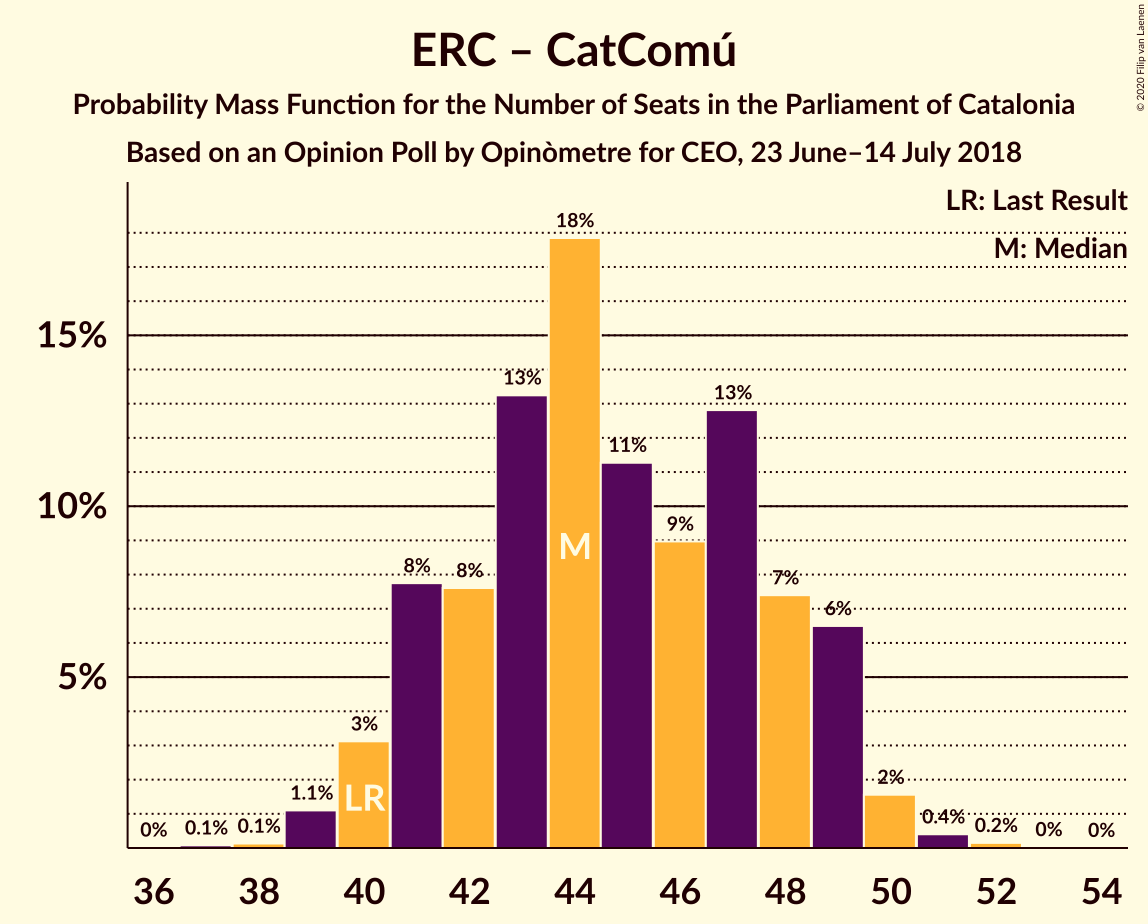 ERC – CatComú
Probability Mass Function for the Number of Seats in the Parliament of Catalonia
Based on an Opinion Poll by Opinòmetre for CEO, 23 June–14 July 2018
© 2020 Filip van Laenen
LR: Last Result
M: Median
15%
10%
5%
0%
0.1%
0.1%
1.1%
3%
8%
8%
13%
18%
11%
9%
13%
7%
6%
2%
0.4%
0.2%
0%
0%
LR
M
36 38 40 42 44 46 48 50 52 54